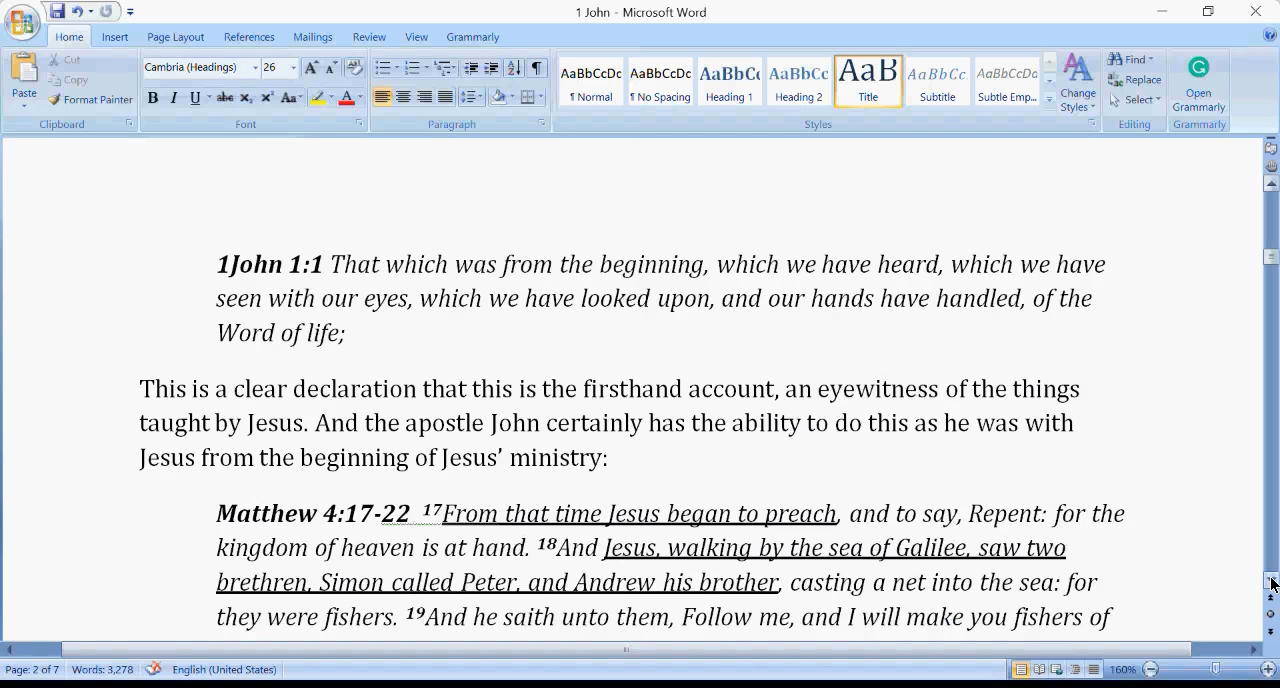 1 John - Microsoft Word
Home Insert Page Layout References Mailings Review View Grammarly
Paste
Cut
Copy
Format Painter
Clipboard
Cambria (Headings) 26
B I U abc x₂ x² Aa A
Font
Paragraph
AaBbCcDc AaBbCcDc AaBbC AaBbCc AaB AaBbCc. AaBbCcDa
¶ Normal ¶ No Spacing Heading 1 Heading 2 Title Subtitle Subtle Emp...
Change
Styles
Styles
Find
Replace
Select
Editing
Open
Grammarly
Grammarly
1John 1:1 That which was from the beginning, which we have heard, which we have
seen with our eyes, which we have looked upon, and our hands have handled, of the
Word of life;
This is a clear declaration that this is the firsthand account, an eyewitness of the things
taught by Jesus. And the apostle John certainly has the ability to do this as he was with
Jesus from the beginning of Jesus’ ministry:
Matthew 4:17-22 ¹⁷From that time Jesus began to preach, and to say, Repent: for the
kingdom of heaven is at hand. ¹⁸And Jesus, walking by the sea of Galilee, saw two
brethren, Simon called Peter, and Andrew his brother, casting a net into the sea: for
they were fishers. ¹⁹And he saith unto them, Follow me, and I will make you fishers of
Page: 2 of 7 Words: 3,278 English (United States) 160%